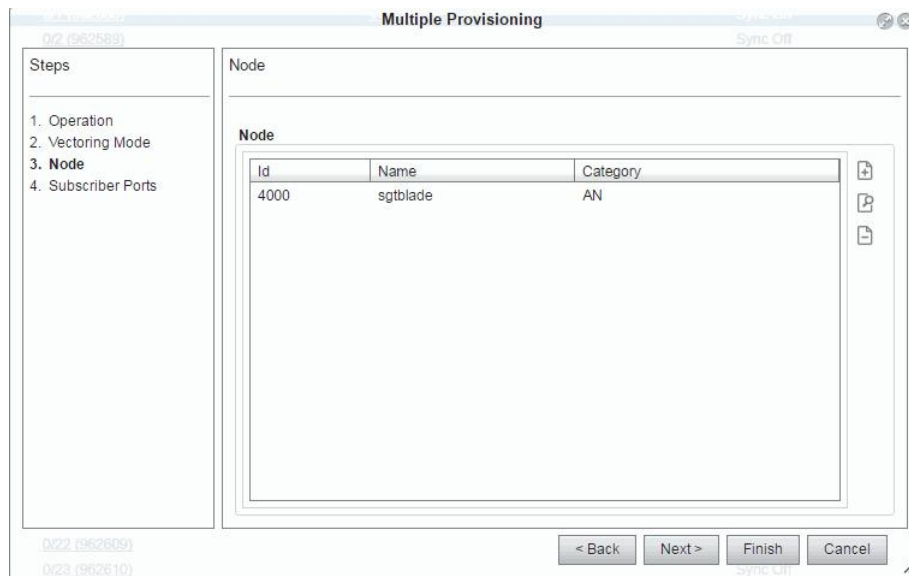 Multiple Provisioning
0/2 (962589)
Sync Off
Steps
Node
1. Operation
2. Vectoring Mode
3. Node
4. Subscriber Ports
Node
Id
Name
Category
4000
sgtblade
AN
0/22 (962609)
< Back
Next >
Finish
Cancel
0/23 (962610)
Sync Off